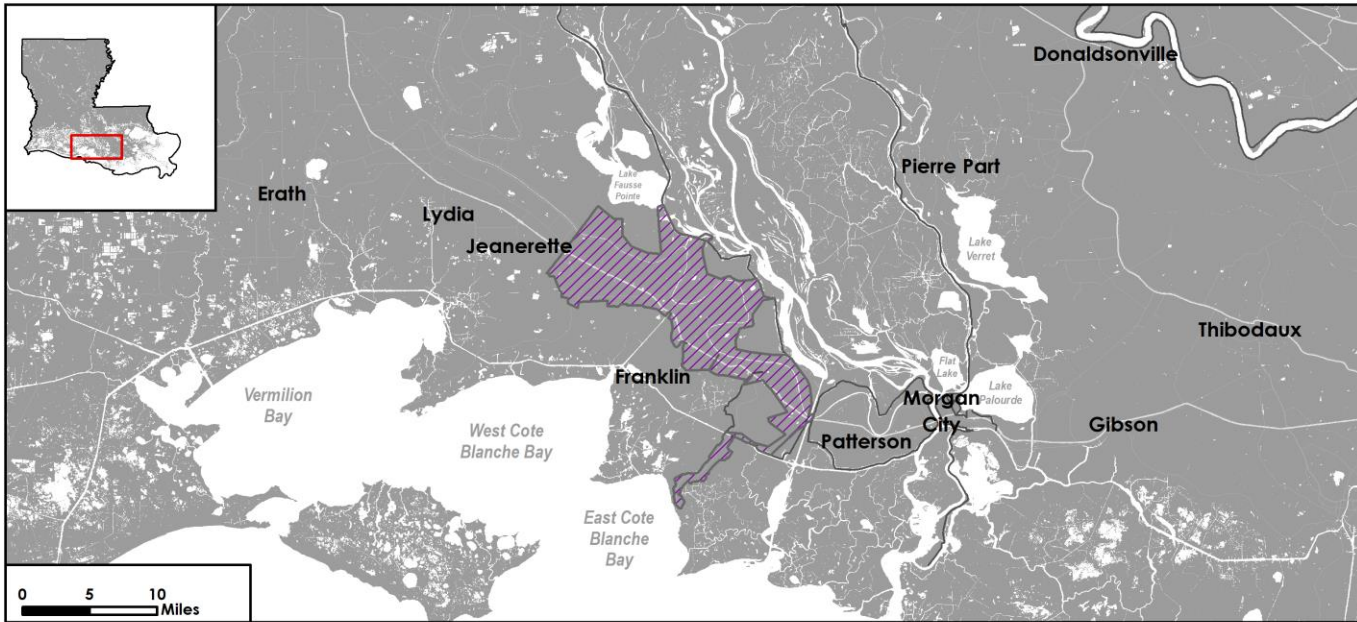 Donaldsonville
Pierre Part
Lake
Fausse
Pointe
Erath
Lydia
Jeanerette
Lake
Verret
Thibodaux
Flat
Lake
Franklin
Vermilion
Bay
Morgan
City
Lake
Palourde
West Cote
Blanche Bay
Patterson
Gibson
East Cote
Blanche
Bay
0 5 10
Miles